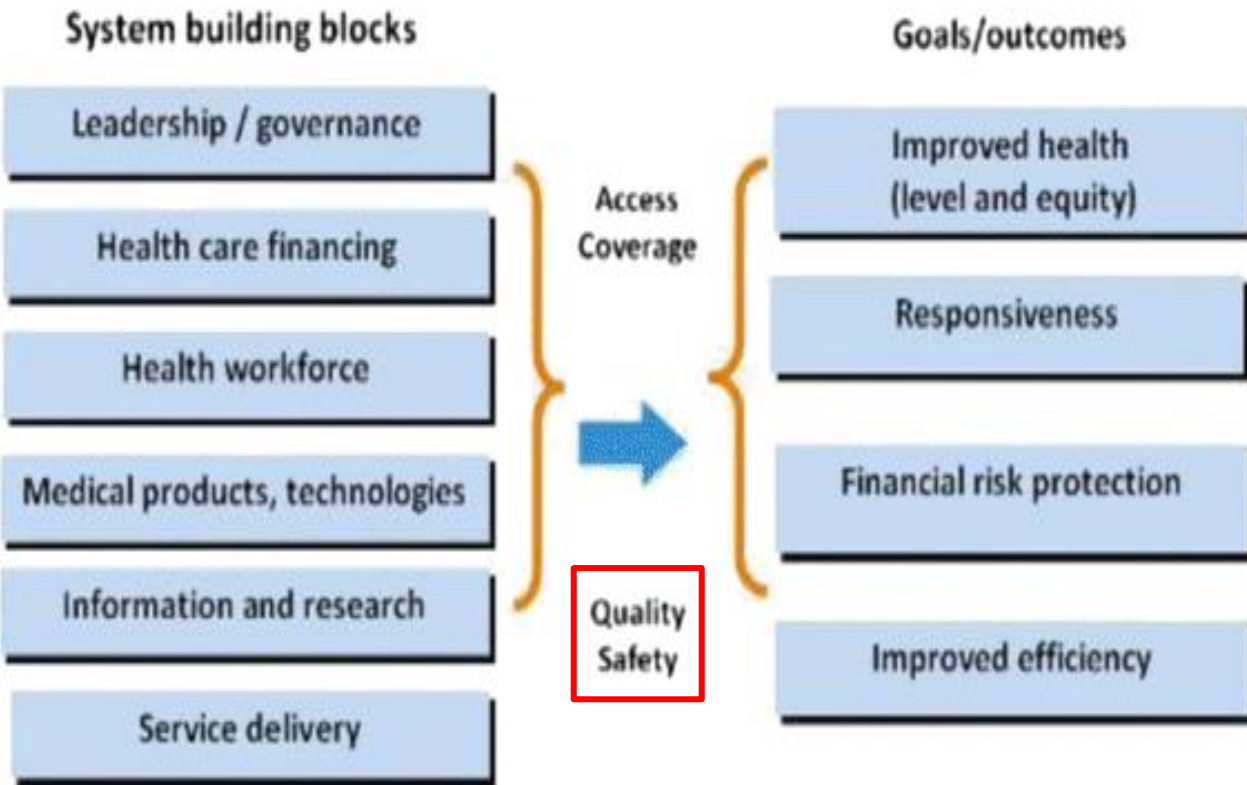 System building blocks
Leadership / governance
Health care financing
Health workforce
Medical products, technologies
Information and research
Service delivery
Access
Coverage
Quality
Safety
Goals/outcomes
Improved health
(level and equity)
Responsiveness
Financial risk protection
Improved efficiency